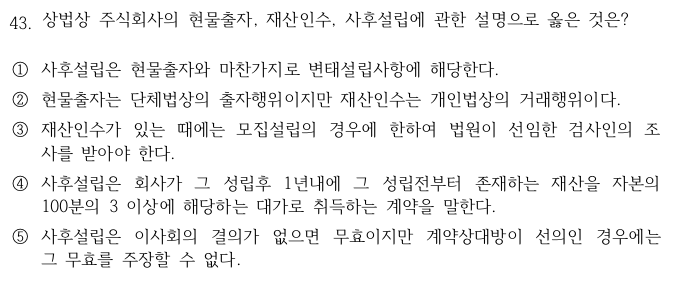 43. 상법상 주식회사의 현물출자, 재산인수, 사후설립에 관한 설명으로 옳은 것은?
① 사후설립은 현물출자와 마찬가지로 변태설립사항에 해당한다.
② 현물출자는 단체법상의 출자행위이지만 재산인수는 개인법상의 거래행위이다.
③ 재산인수가 있는 때에는 모집설립의 경우에 한하여 법원이 선임한 검사인의 조
사를 받아야 한다.
④ 사후설립은 회사가 그 성립후 1년내에 그 성립전부터 존재하는 재산을 자본의
100분의 3 이상에 해당하는 대가로 취득하는 계약을 말한다.
⑤ 사후설립은 이사회의 결의가 없으면 무효이지만 계약상대방이 선의인 경우에는
그 무효를 주장할 수 없다.